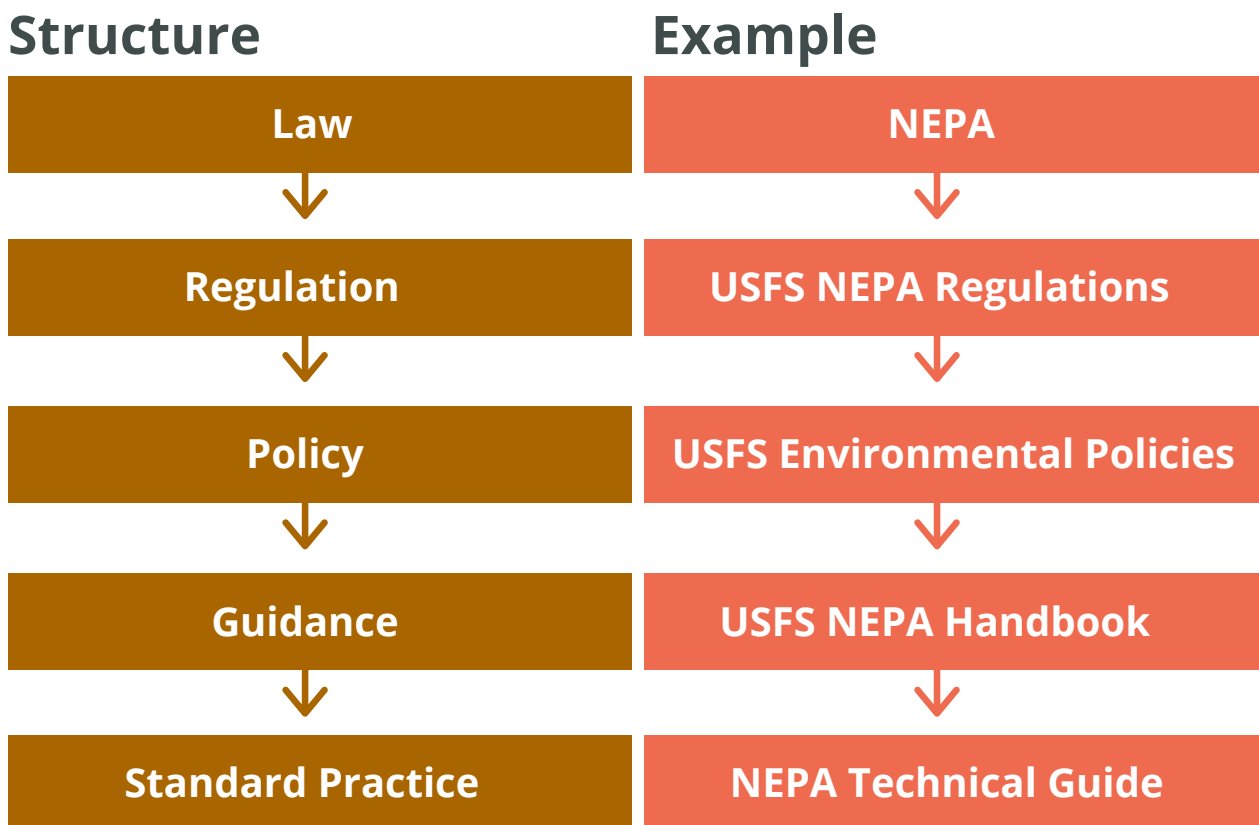 Structure
Example
Law
NEPA
Regulation
USFS NEPA Regulations
Policy
USFS Environmental Policies
Guidance
USFS NEPA Handbook
Standard Practice
NEPA Technical Guide